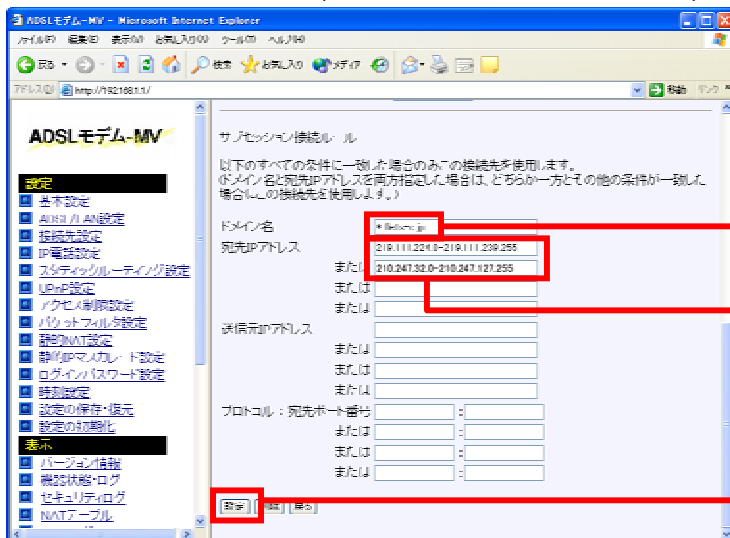 ADSLモデム-MV - Microsoft Internet Explorer
ファイル(F) 編集(E) 表示(V) お気に入り(A) ツール(T) ヘルプ(H)
戻る 検索 お気に入り メディア
アドレス(D) http://192.168.1.1/ 移動 リンク
ADSLモデム-MV
設定
基本設定
ADSL/LAN設定
接続先設定
IP電話設定
スタティックルーティング設定
UPnP設定
アクセス制限設定
パケットフィルタ設定
静的NAT設定
静的IPマスカレード設定
ログインパスワード設定
時刻設定
設定の保存・復元
設定の初期化
表示
バージョン情報
機器状態・ログ
セキュリティログ
NATテーブル
サブセッション接続ルール
以下のすべての条件に一致した場合のみこの接続先を使用します。
(ドメイン名と宛先IPアドレスを両方指定した場合は、どちらか一方とその他の条件が一致した
場合にこの接続先を使用します。)
ドメイン名
宛先IPアドレス 219.111.224.0-219.111.239.255
または 210.247.32.0-210.247.127.255
または
または
送信元IPアドレス
または
または
または
プロトコル : 宛先ポート番号 :
または :
または :
または :
設定 削除 戻る